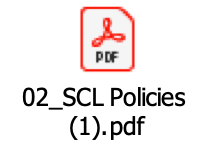 PDF
02_SCL Policies
(1).pdf